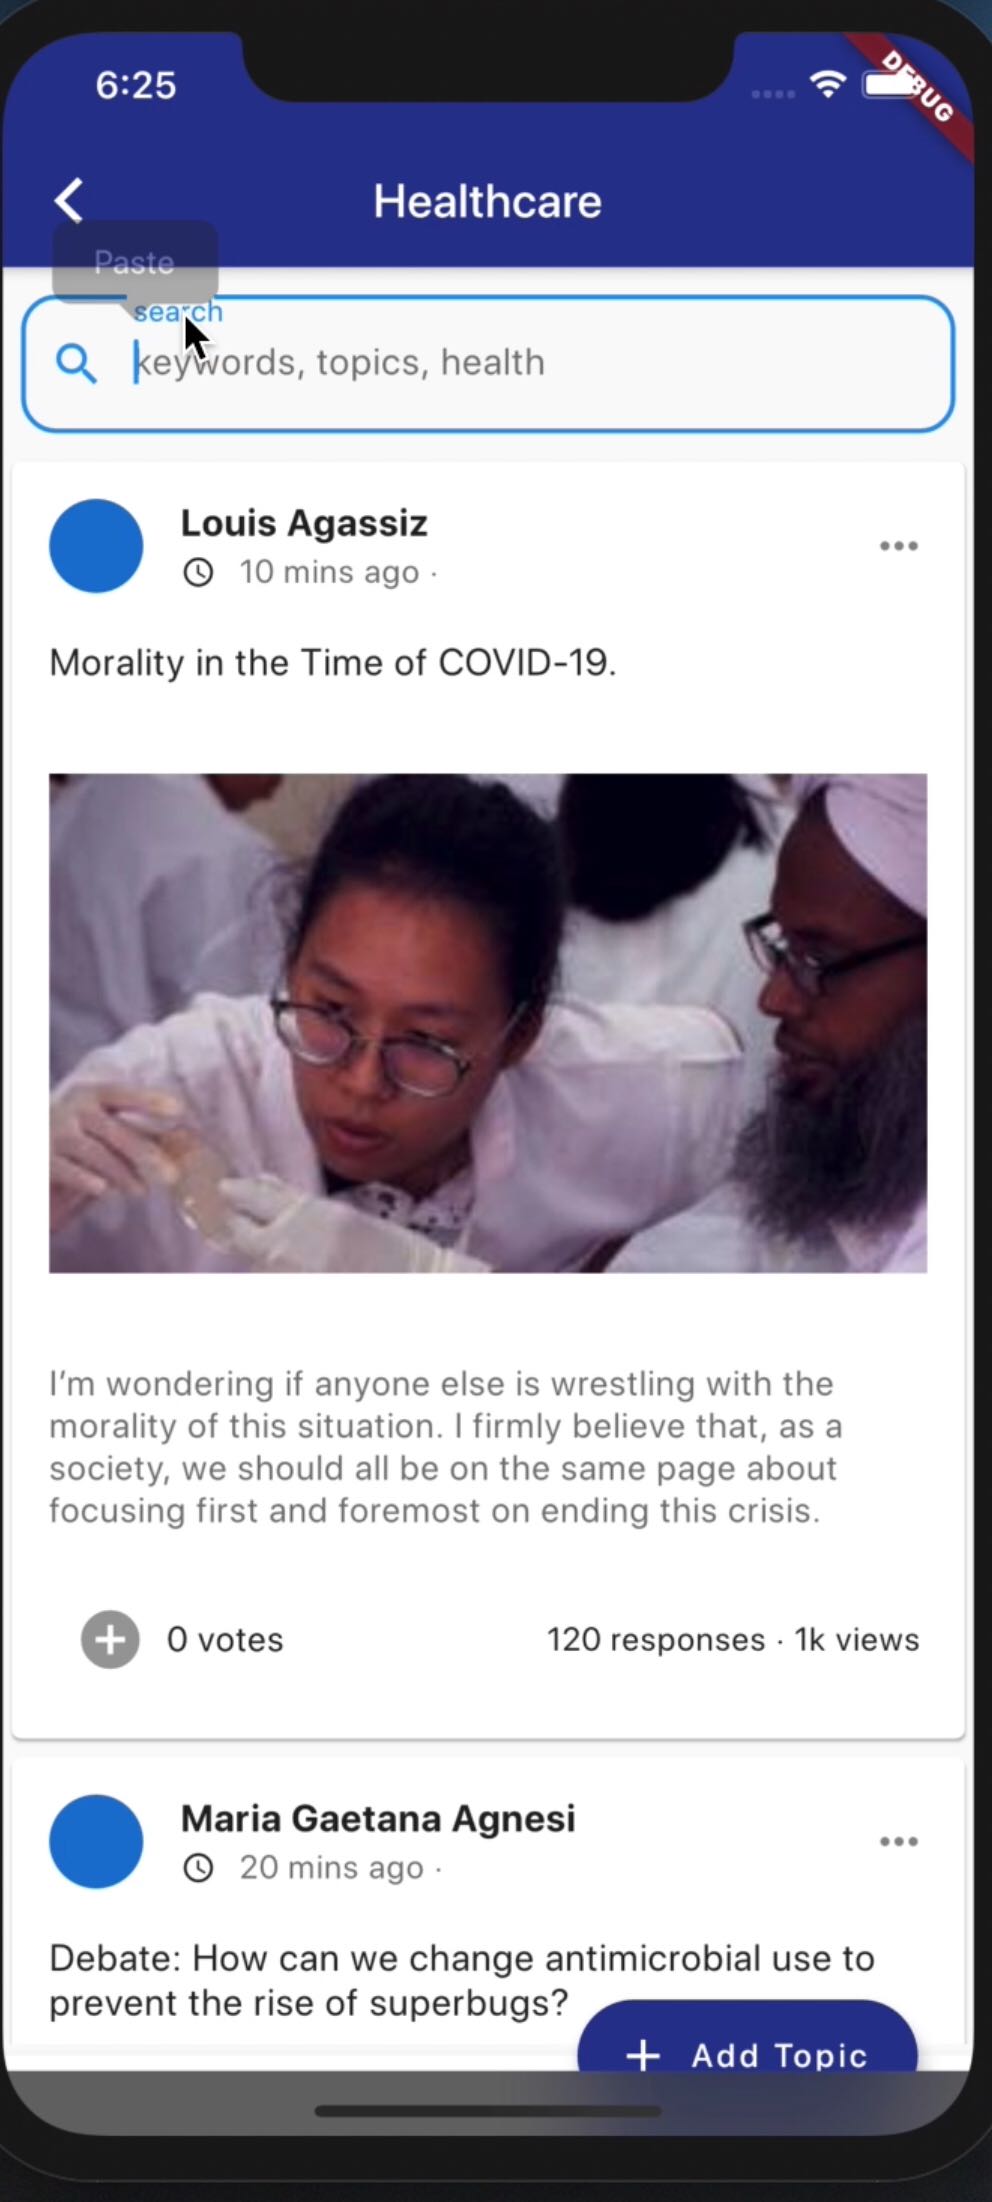 6:25
DEBUG
Healthcare
Paste
search
keywords, topics, health
Louis Agassiz
10 mins ago ·
Morality in the Time of COVID-19.
I’m wondering if anyone else is wrestling with the
morality of this situation. I firmly believe that, as a
society, we should all be on the same page about
focusing first and foremost on ending this crisis.
0 votes
120 responses · 1k views
Maria Gaetana Agnesi
20 mins ago ·
Debate: How can we change antimicrobial use to
prevent the rise of superbugs?
+ Add Topic